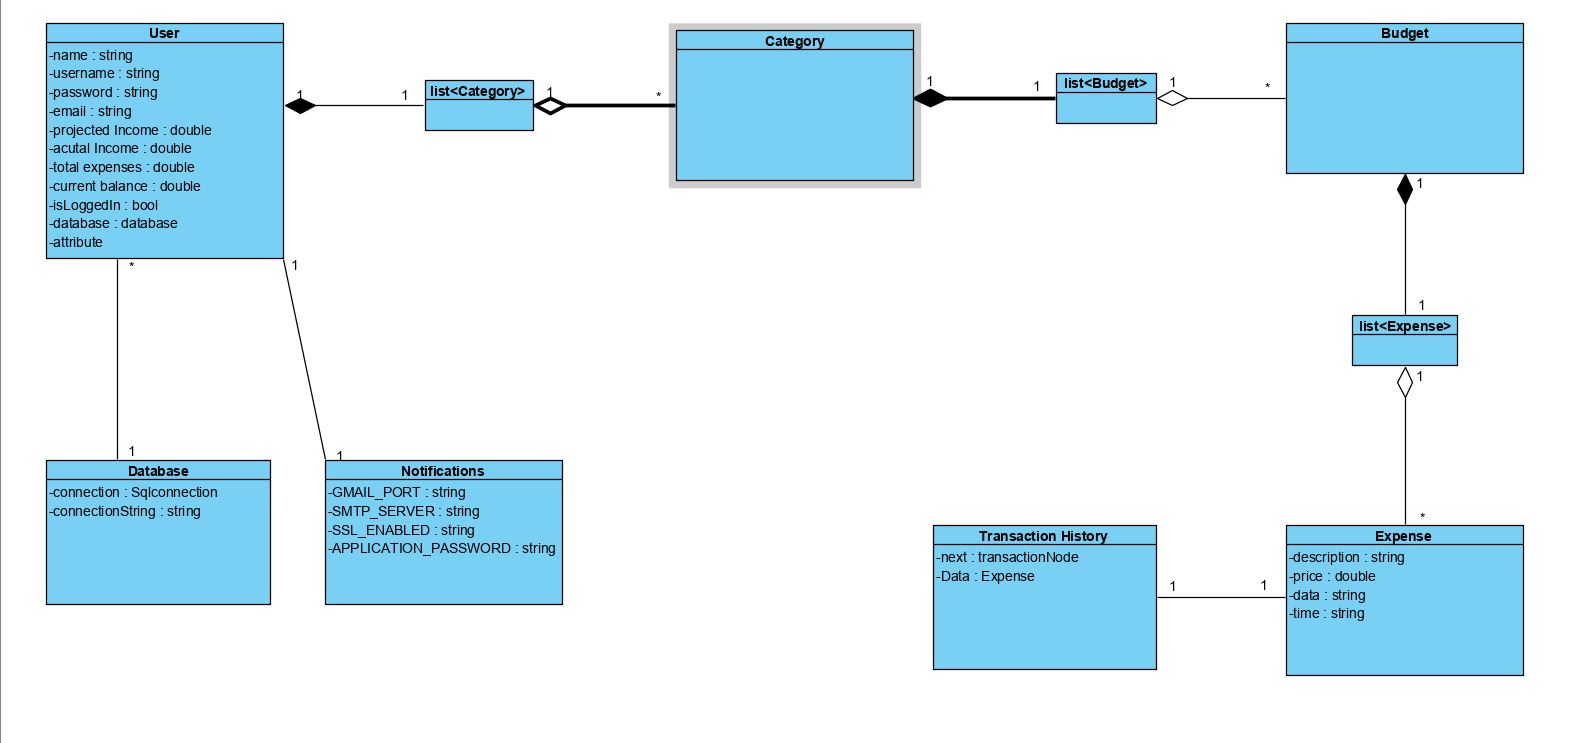 User
-name : string
-username : string
-password : string
-email : string
-projected Income : double
-acutal Income : double
-total expenses : double
-current balance : double
-isLoggedIn : bool
-database : database
-attribute
1
1
list<Category>
1
*
Category
1
1
list<Budget>
1
*
Budget
1
1
list<Expense>
1
*
*
1
1
1
Database
-connection : Sqlconnection
-connectionString : string
Notifications
-GMAIL_PORT : string
-SMTP_SERVER : string
-SSL_ENABLED : string
-APPLICATION_PASSWORD : string
Transaction History
-next : transactionNode
-Data : Expense
1
1
Expense
-description : string
-price : double
-data : string
-time : string